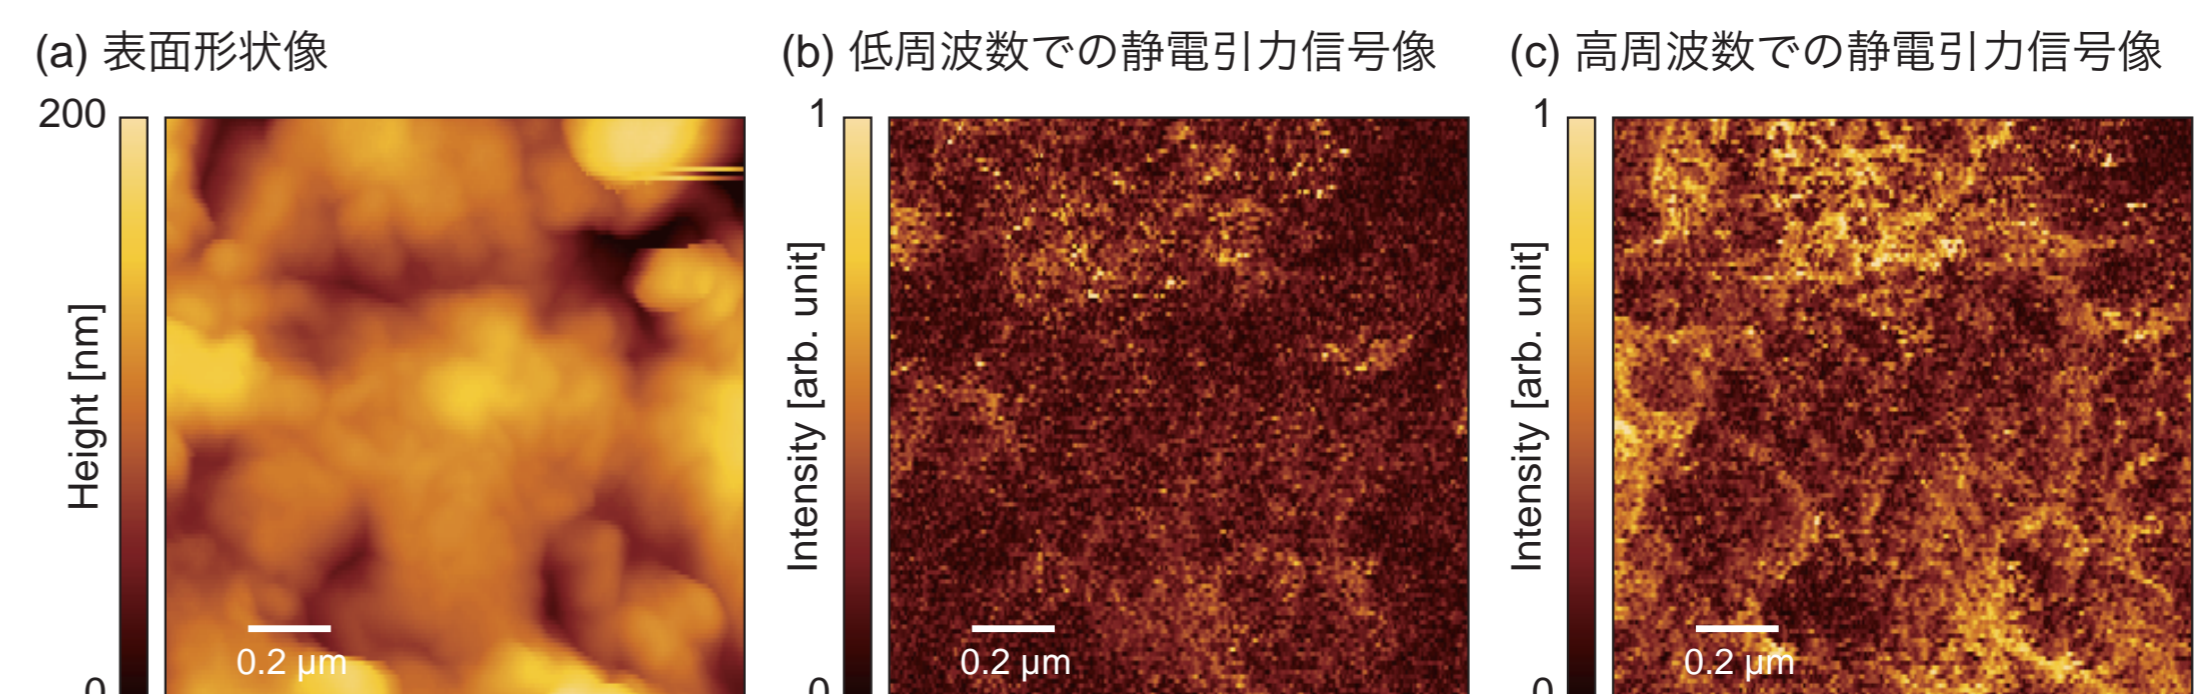 (a) 表面形状像
200
Height [nm]
0
0.2 μm
(b) 低周波数での静電引力信号像
1
Intensity [arb. unit]
0
0.2 μm
(c) 高周波数での静電引力信号像
1
Intensity [arb. unit]
0
0.2 μm